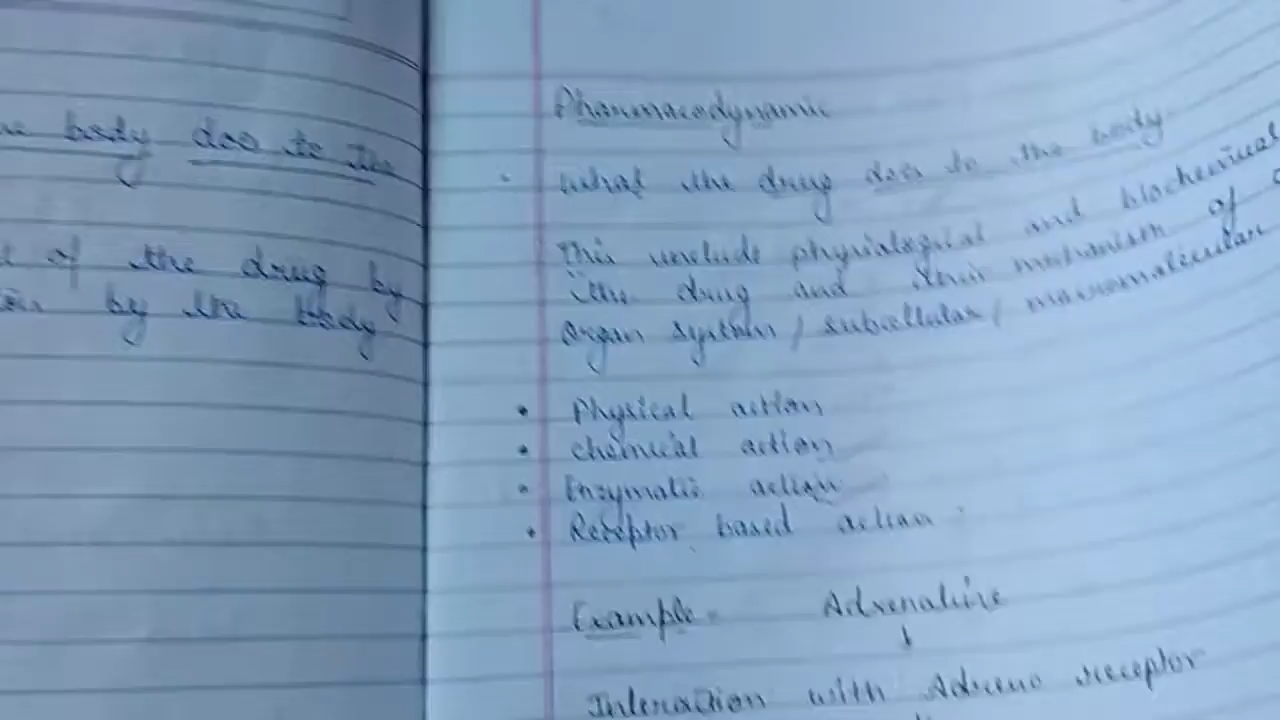 body does to the
of the drug by
by the body
Pharmacodynamic
what the drug does to the body
This include physiological and biochemical
the drug and their mechanism of
organ system / subcellular / macromolecular
Physical action
chemical action
Enzymatic action
Receptor based action
Example - Adrenaline
↓
Interaction with Adreno receptor